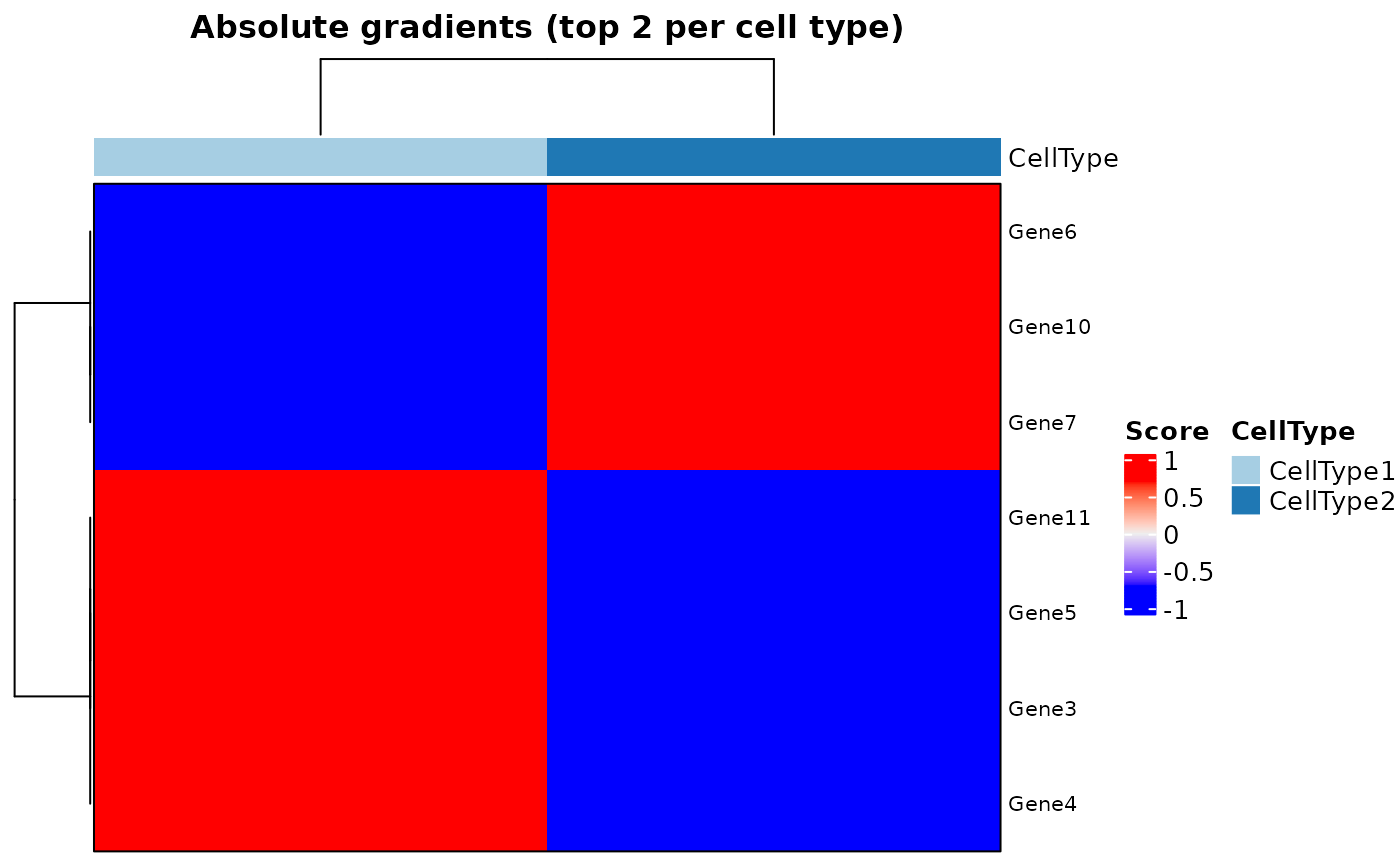 Absolute gradients (top 2 per cell type)
CellType
Gene6
Gene10
Gene7
Gene11
Gene5
Gene3
Gene4
Score
1
0.5
0
-0.5
-1
CellType
CellType1
CellType2